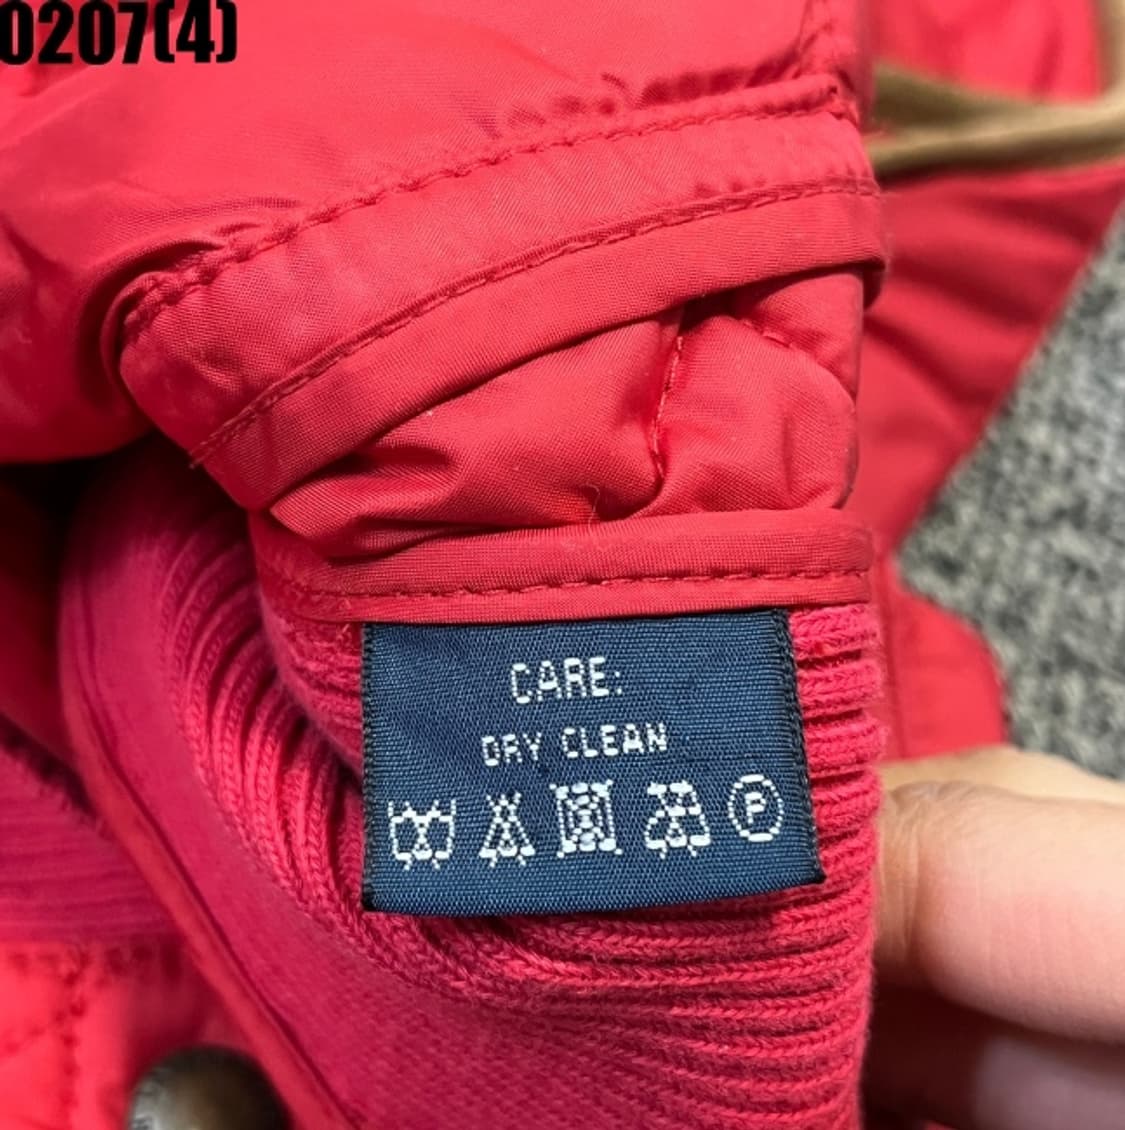 0207(4)
CARE:
DRY CLEAN
P